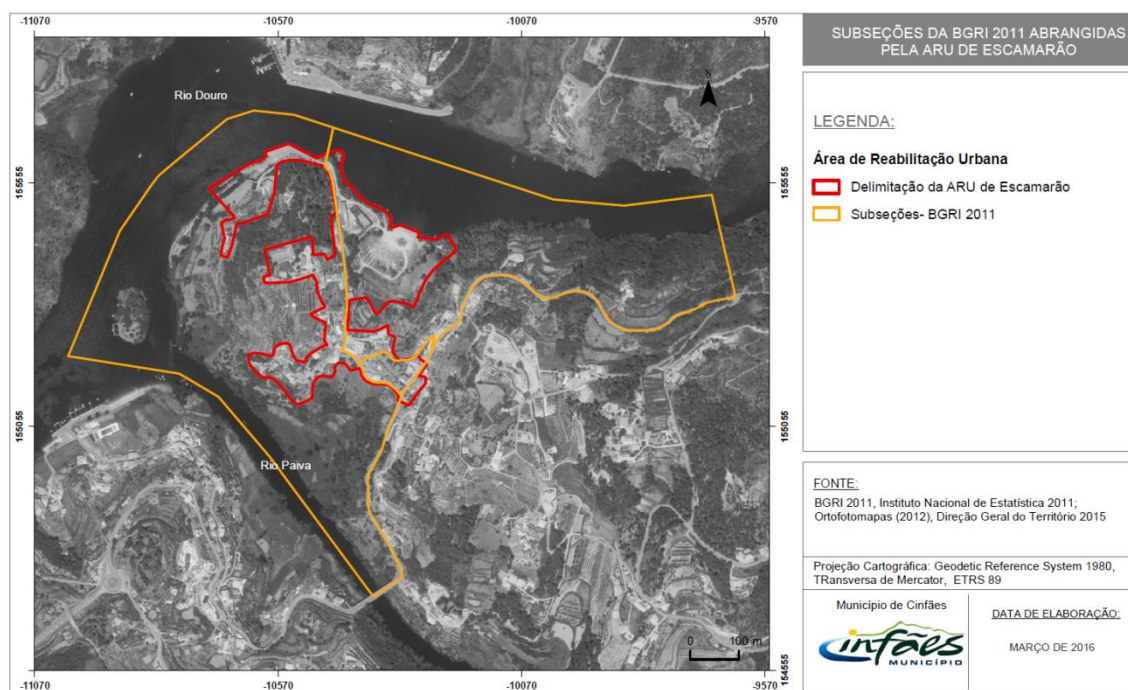 -11070
-10570
-10070
-9570
155555
155055
154555
Rio Douro
N
Rio Paiva
0 100 m
155555
155055
154555
-11070
-10570
-10070
-9570
SUBSEÇÕES DA BGRI 2011 ABRANGIDAS
PELA ARU DE ESCAMARÃO
LEGENDA:
Área de Reabilitação Urbana
Delimitação da ARU de Escamarão
Subseções- BGRI 2011
FONTE:
BGRI 2011, Instituto Nacional de Estatística 2011;
Ortofotomapas (2012), Direção Geral do Território 2015
Projeção Cartográfica: Geodetic Reference System 1980,
TRansversa de Mercator, ETRS 89
Município de Cinfães
Cinfães
MUNICÍPIO
DATA DE ELABORAÇÃO:
MARÇO DE 2016